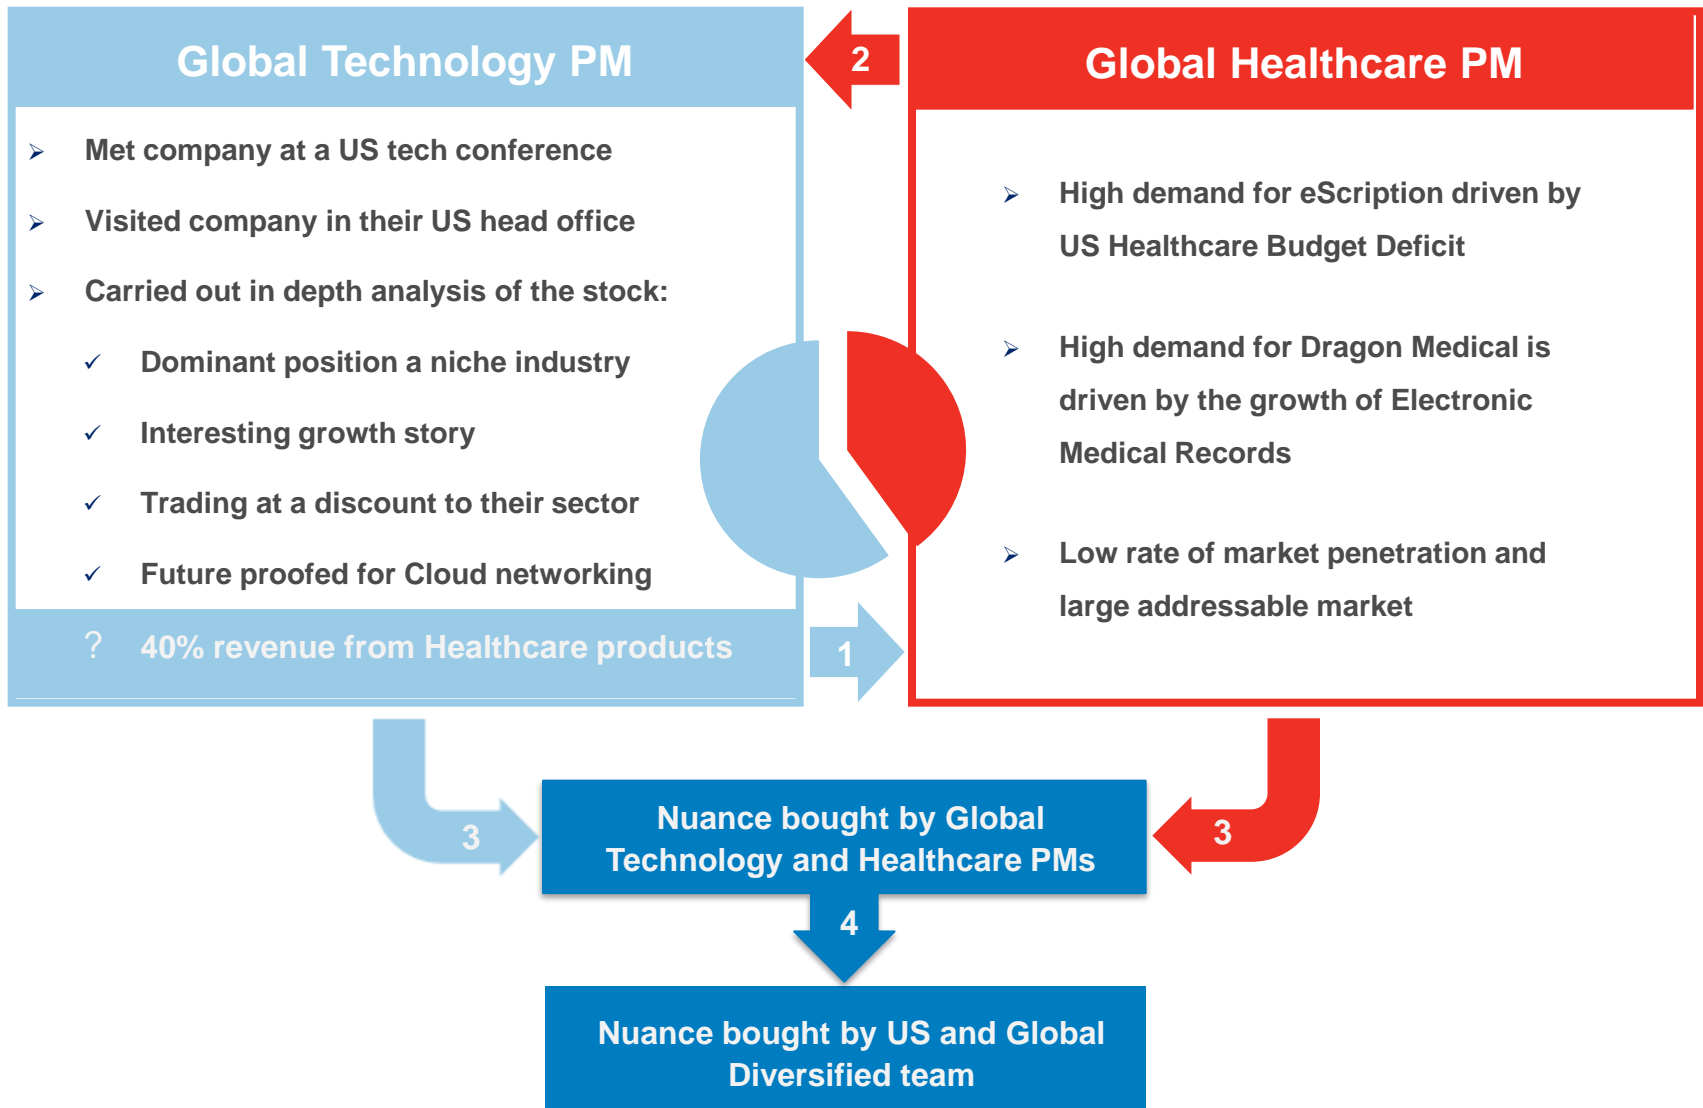 Global Technology PM
➢ Met company at a US tech conference
➢ Visited company in their US head office
➢ Carried out in depth analysis of the stock:
✓ Dominant position a niche industry
✓ Interesting growth story
✓ Trading at a discount to their sector
✓ Future proofed for Cloud networking
? 40% revenue from Healthcare products
1
2
Global Healthcare PM
➢ High demand for eScription driven by
US Healthcare Budget Deficit
➢ High demand for Dragon Medical is
driven by the growth of Electronic
Medical Records
➢ Low rate of market penetration and
large addressable market
3
Nuance bought by Global
Technology and Healthcare PMs
3
4
Nuance bought by US and Global
Diversified team